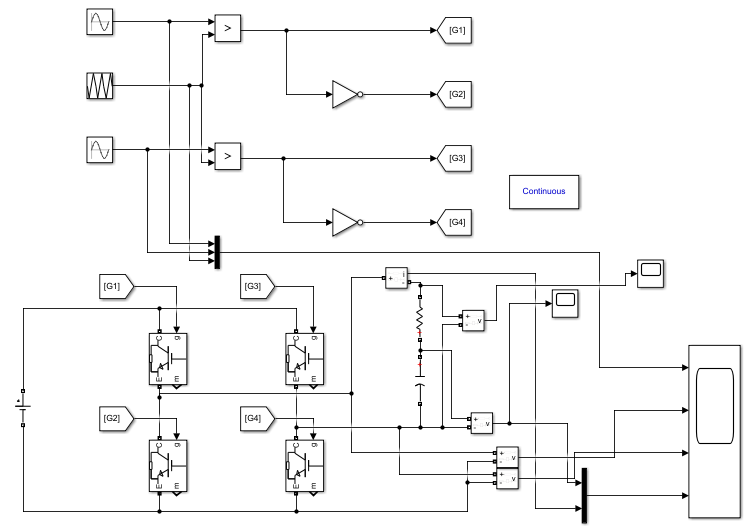 >
[G1]
[G2]
>
[G3]
Continuous
[G4]
[G1]
[G3]
+
i
-
+
-
v
C
g
E
m
C
g
E
m
+
+
+
[G2]
[G4]
+
-
v
C
g
E
m
C
g
E
m
+
-
v
+
-
v